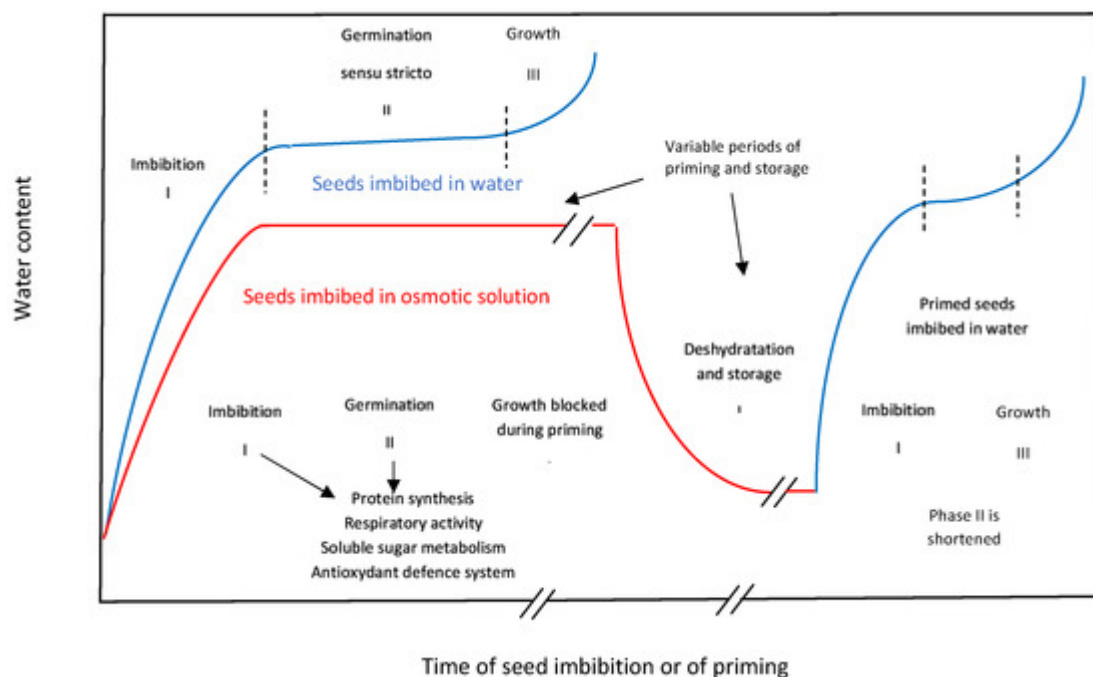 Germination
sensu stricto
II
Growth
III
Imbibition
I
Variable periods of
priming and storage
Seeds imbibed in water
Water content
Seeds imbibed in osmotic solution
Primed seeds
imbibed in water
Deshydratation
and storage
I
Imbibition
I
Germination
II
Growth blocked
during priming
Imbibition
I
Growth
III
Protein synthesis
Respiratory activity
Soluble sugar metabolism
Antioxydant defence system
Phase II is
shortened
Time of seed imbibition or of priming